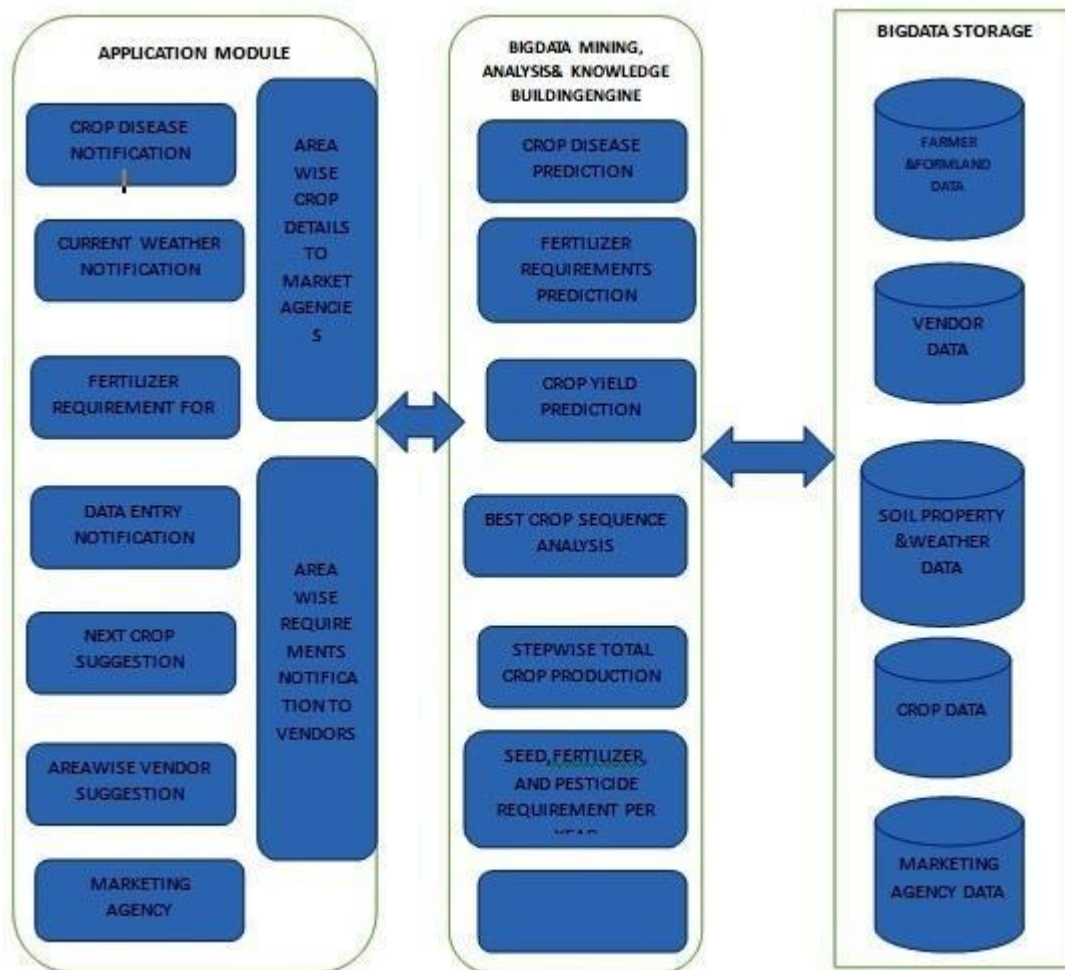 APPLICATION MODULE
CROP DISEASE
NOTIFICATION
CURRENT WEATHER
NOTIFICATION
FERTILIZER
REQUIREMENT FOR
DATA ENTRY
NOTIFICATION
NEXT CROP
SUGGESTION
AREAWISE VENDOR
SUGGESTION
MARKETING
AGENCY
AREA
WISE
CROP
DETAILS
TO
MARKET
AGENCIE
S
AREA
WISE
REQUIRE
MENTS
NOTIFICA
TION TO
VENDORS
BIGDATA MINING,
ANALYSIS& KNOWLEDGE
BUILDINGENGINE
CROP DISEASE
PREDICTION
FERTILIZER
REQUIREMENTS
PREDICTION
CROP YIELD
PREDICTION
BEST CROP SEQUENCE
ANALYSIS
STEPWISE TOTAL
CROP PRODUCTION
SEED,FERTILIZER,
AND PESTICIDE
REQUIREMENT PER
YEAR
BIGDATA STORAGE
FARMER
&FORMLAND
DATA
VENDOR
DATA
SOIL PROPERTY
&WEATHER
DATA
CROP DATA
MARKETING
AGENCY DATA